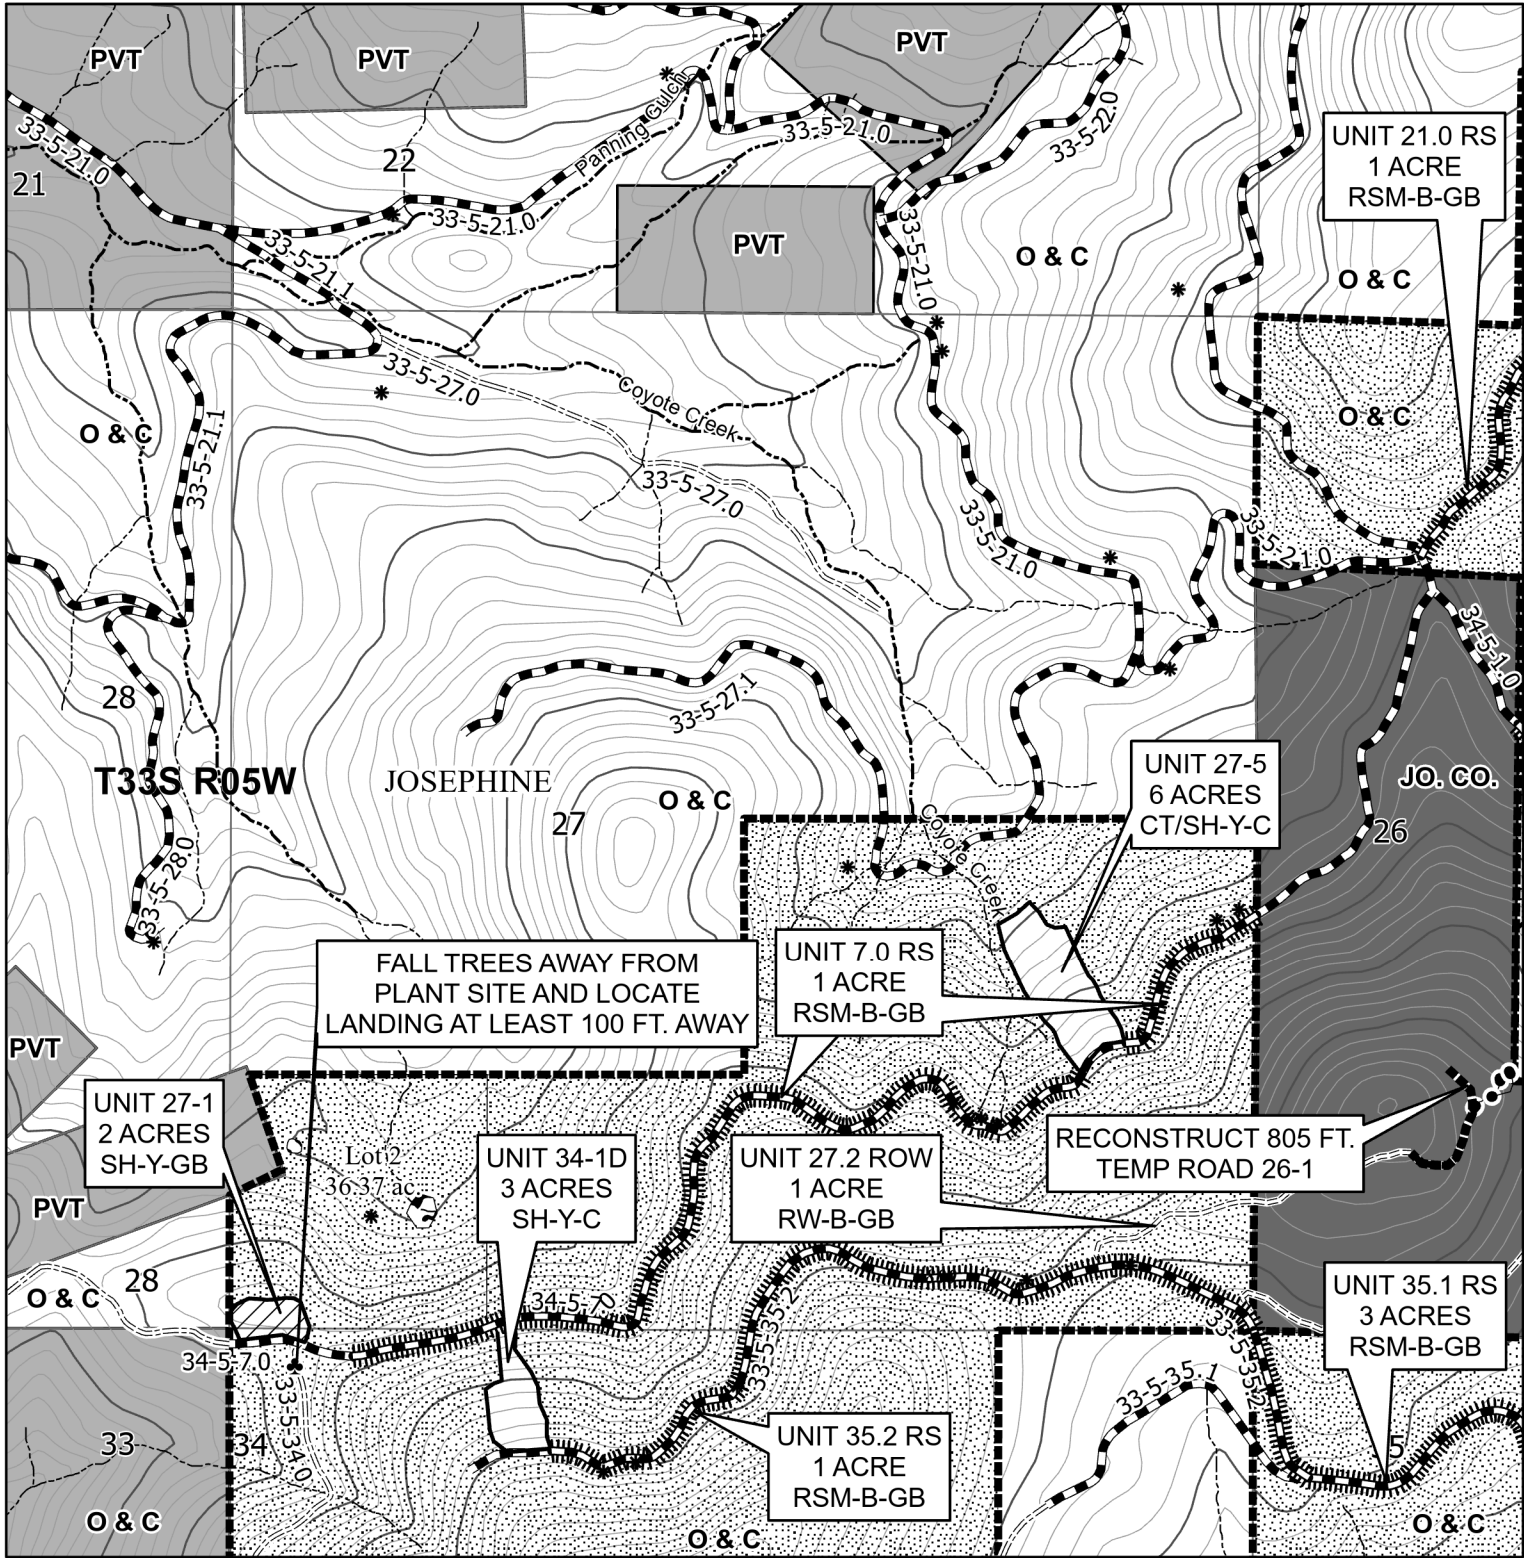 PVT
PVT
PVT
33-5-21.0
33-5-21.0
33-5-22.0
Panning Gulch
UNIT 21.0 RS
1 ACRE
RSM-B-GB
22
21
33-5-21.0
33-5-21.0
33-5-21.1
PVT
O & C
O & C
33-5-27.0
Coyote Creek
O & C
O & C
33-5-21.1
33-5-27.0
33-5-21.0
33-5-21.0
34-5-1.0
28
33-5-27.1
T33S R05W
JOSEPHINE
O & C
27
UNIT 27-5
6 ACRES
CT/SH-Y-C
JO. CO.
26
Coyote Creek
33-5-28.0
FALL TREES AWAY FROM
PLANT SITE AND LOCATE
LANDING AT LEAST 100 FT. AWAY
UNIT 7.0 RS
1 ACRE
RSM-B-GB
PVT
UNIT 27-1
2 ACRES
SH-Y-GB
Lot 2
36.37 ac
UNIT 34-1D
3 ACRES
SH-Y-C
UNIT 27.2 ROW
1 ACRE
RW-B-GB
RECONSTRUCT 805 FT.
TEMP ROAD 26-1
PVT
28
O & C
34-5-7.0
33-5-35.2
33-5-35.2
UNIT 35.1 RS
3 ACRES
RSM-B-GB
34-5-7.0
33-5-34.0
33-5-35.1
33
34
5
UNIT 35.2 RS
1 ACRE
RSM-B-GB
O & C
O & C
O & C